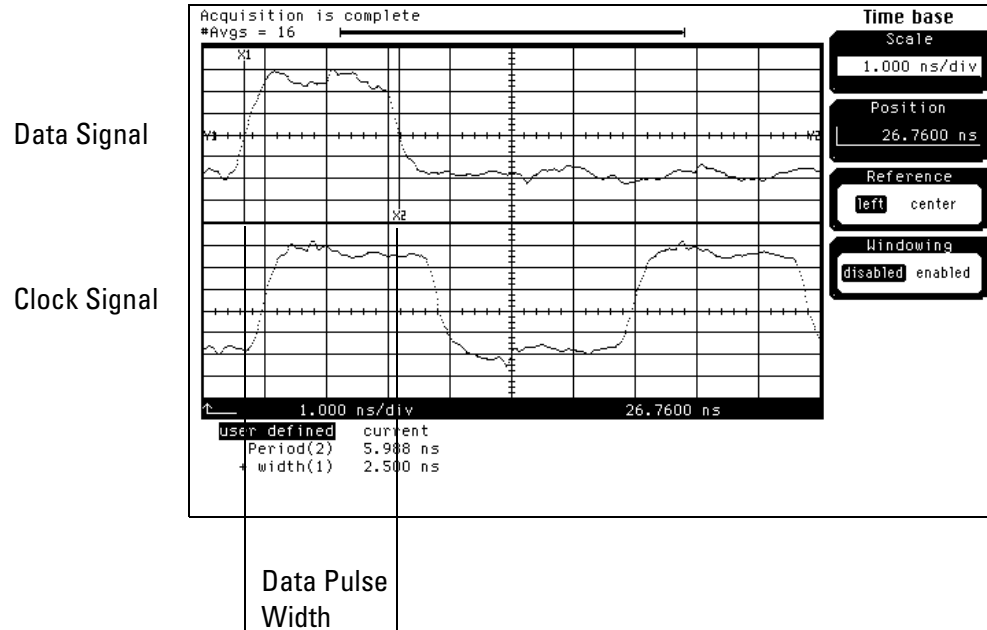 Acquisition is complete
#Avgs = 16
Time base
Scale
1.000 ns/div
Position
26.7600 ns
Reference
left center
Windowing
disabled enabled
X1
Data Signal
Y1
Y2
X2
Clock Signal
1.000 ns/div 26.7600 ns
user defined current
Period(2) 5.988 ns
+ width(1) 2.500 ns
Data Pulse
Width